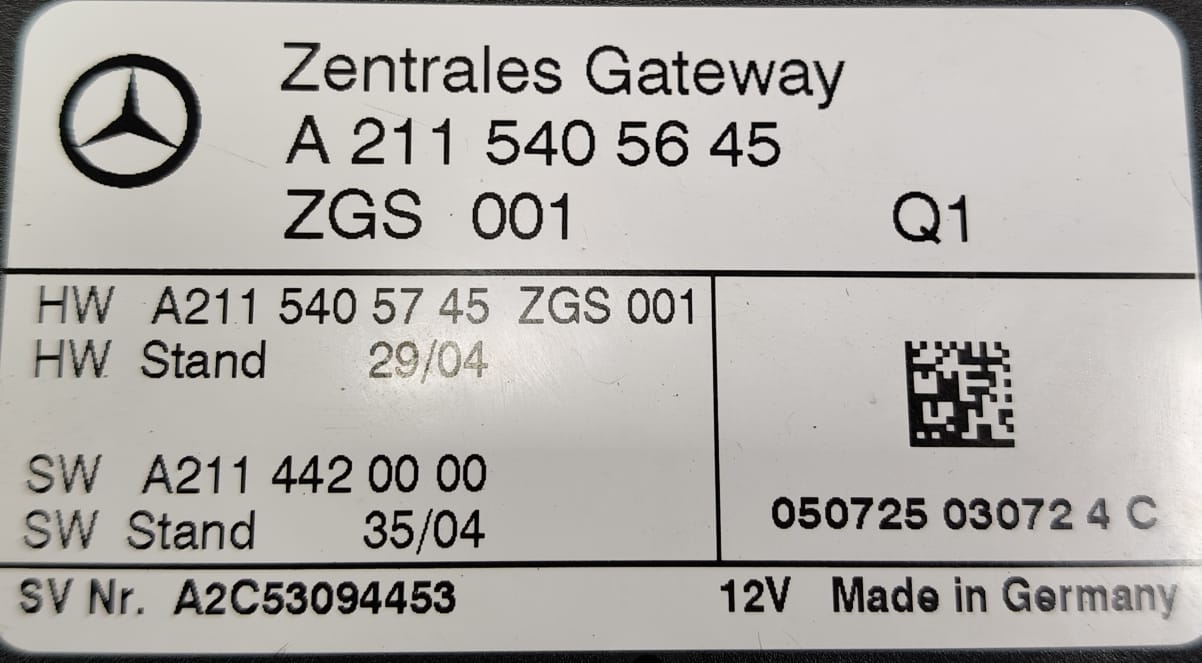 Zentrales Gateway
A 211 540 56 45
ZGS 001 Q1
HW A211 540 57 45 ZGS 001
HW Stand 29/04
SW A211 442 00 00
SW Stand 35/04
050725 03072 4 C
SV Nr. A2C53094453
12V Made in Germany